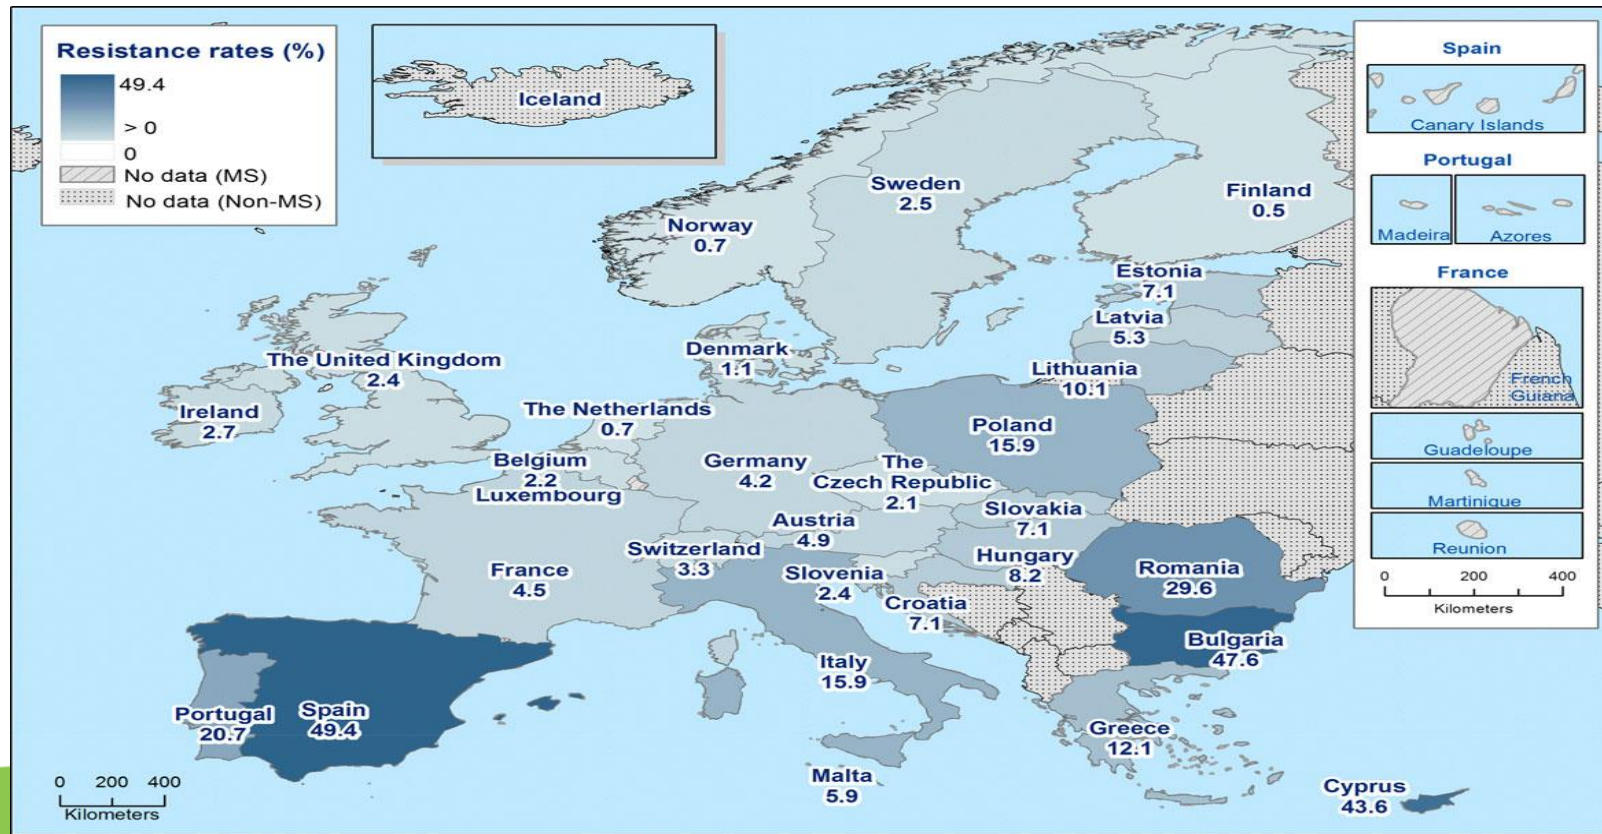 Resistance rates (%)
49.4
> 0
0
No data (MS)
No data (Non-MS)
Iceland
Spain
Canary Islands
Portugal
Madeira
Azores
France
French
Guiana
Guadeloupe
Martinique
Reunion
0 200 400
Kilometers
Sweden
2.5
Finland
0.5
Norway
0.7
Estonia
7.1
Latvia
5.3
Lithuania
10.1
Denmark
1.1
The United Kingdom
2.4
Ireland
2.7
The Netherlands
0.7
Poland
15.9
Belgium
2.2
Luxembourg
Germany
4.2
The
Czech Republic
2.1
Slovakia
7.1
Austria
4.9
Switzerland
3.3
Hungary
8.2
France
4.5
Slovenia
2.4
Romania
29.6
Croatia
7.1
Bulgaria
47.6
Italy
15.9
Portugal
20.7
Spain
49.4
Greece
12.1
Malta
5.9
Cyprus
43.6
0 200 400
Kilometers